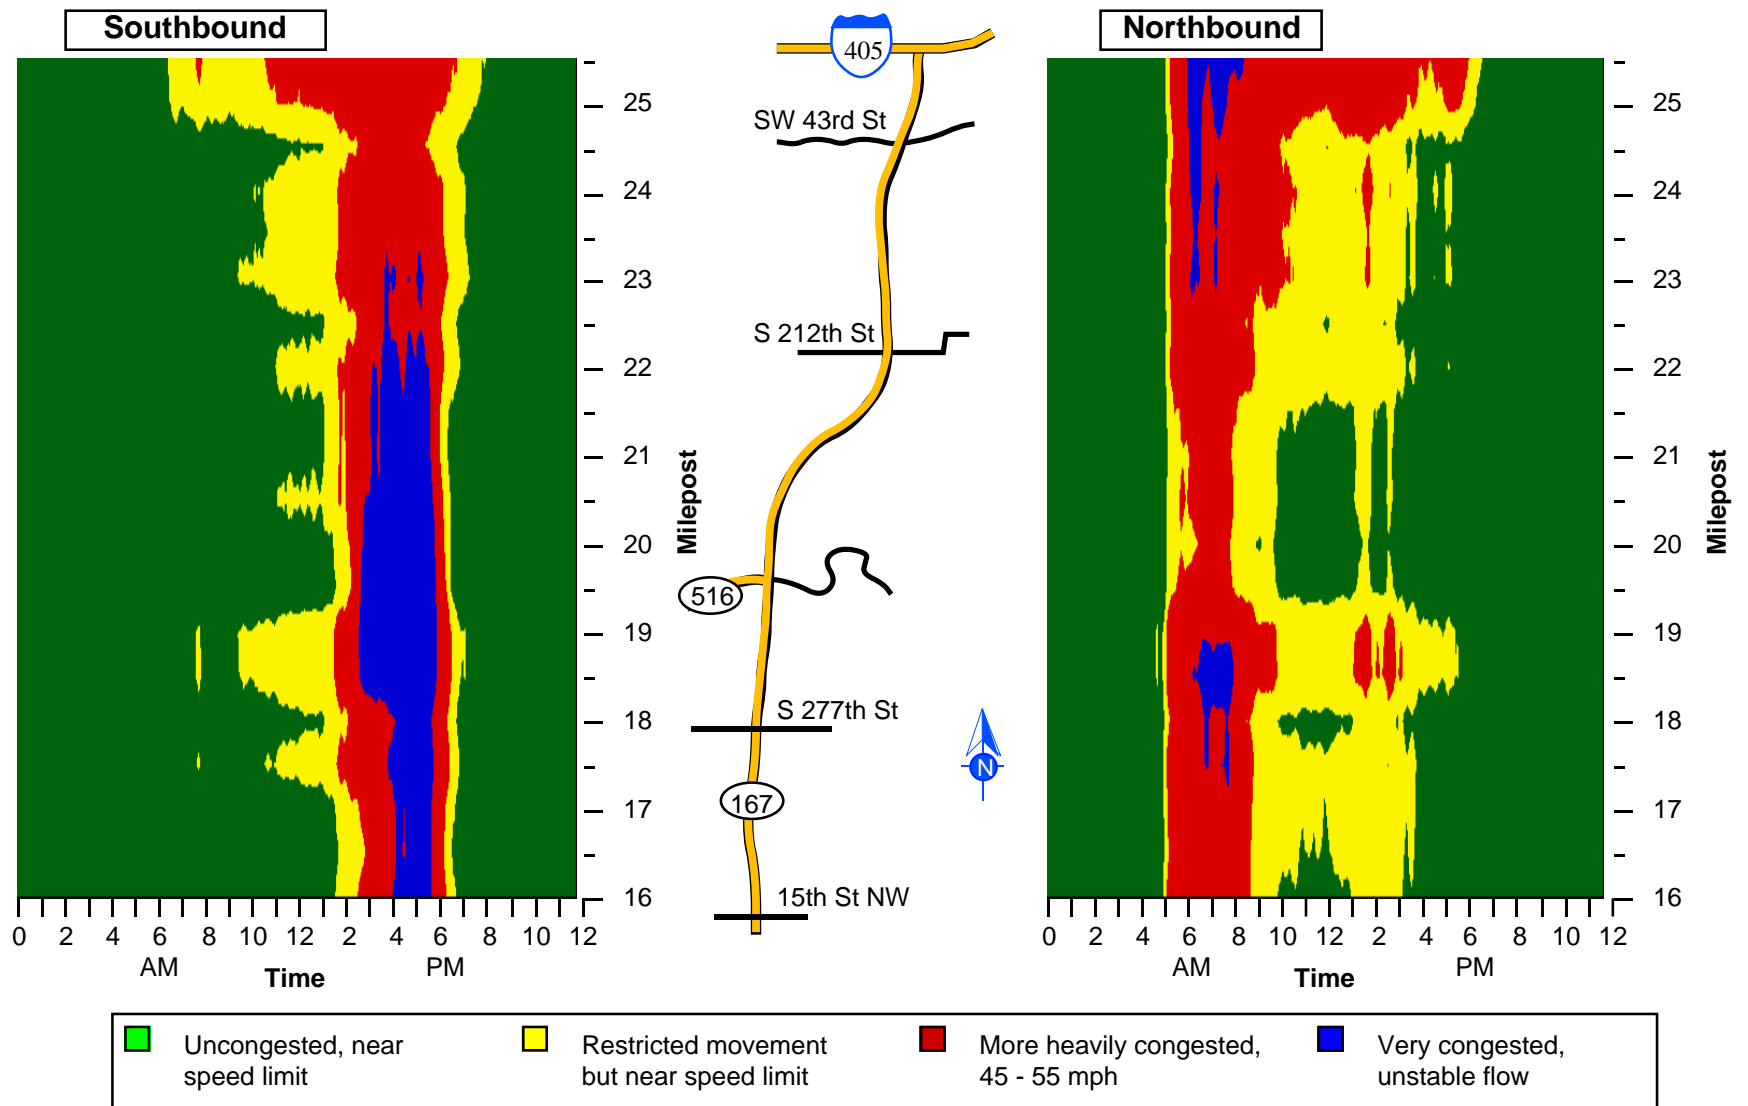 Southbound
Northbound
405
SW 43rd St
S 212th St
516
S 277th St
167
15th St NW
N
25
24
23
22
21
20
19
18
17
16
Milepost
0 2 4 6 8 10 12 2 4 6 8 10 12
AM Time PM
25
24
23
22
21
20
19
18
17
16
Milepost
0 2 4 6 8 10 12 2 4 6 8 10 12
AM Time PM
Uncongested, near
speed limit
Restricted movement
but near speed limit
More heavily congested,
45 - 55 mph
Very congested,
unstable flow